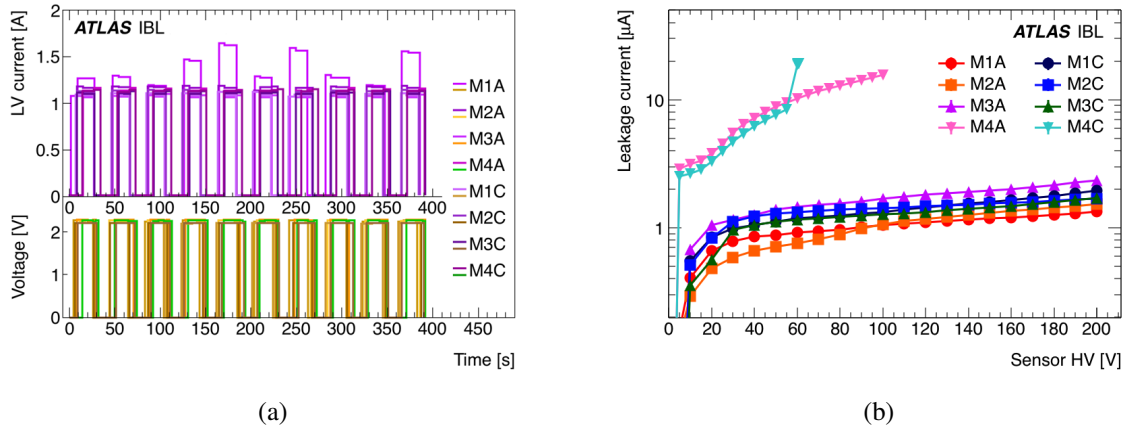 ATLAS IBL
LV current [A]
2
1.5
1
0.5
0
0 50 100 150 200 250 300 350 400
Voltage [V]
2
1
0
0 50 100 150 200 250 300 350 400 450
Time [s]
M1A
M2A
M3A
M4A
M1C
M2C
M3C
M4C
(a)
ATLAS IBL
Leakage current [µA]
10
1
M1A M1C
M2A M2C
M3A M3C
M4A M4C
20 40 60 80 100 120 140 160 180 200
Sensor HV [V]
(b)